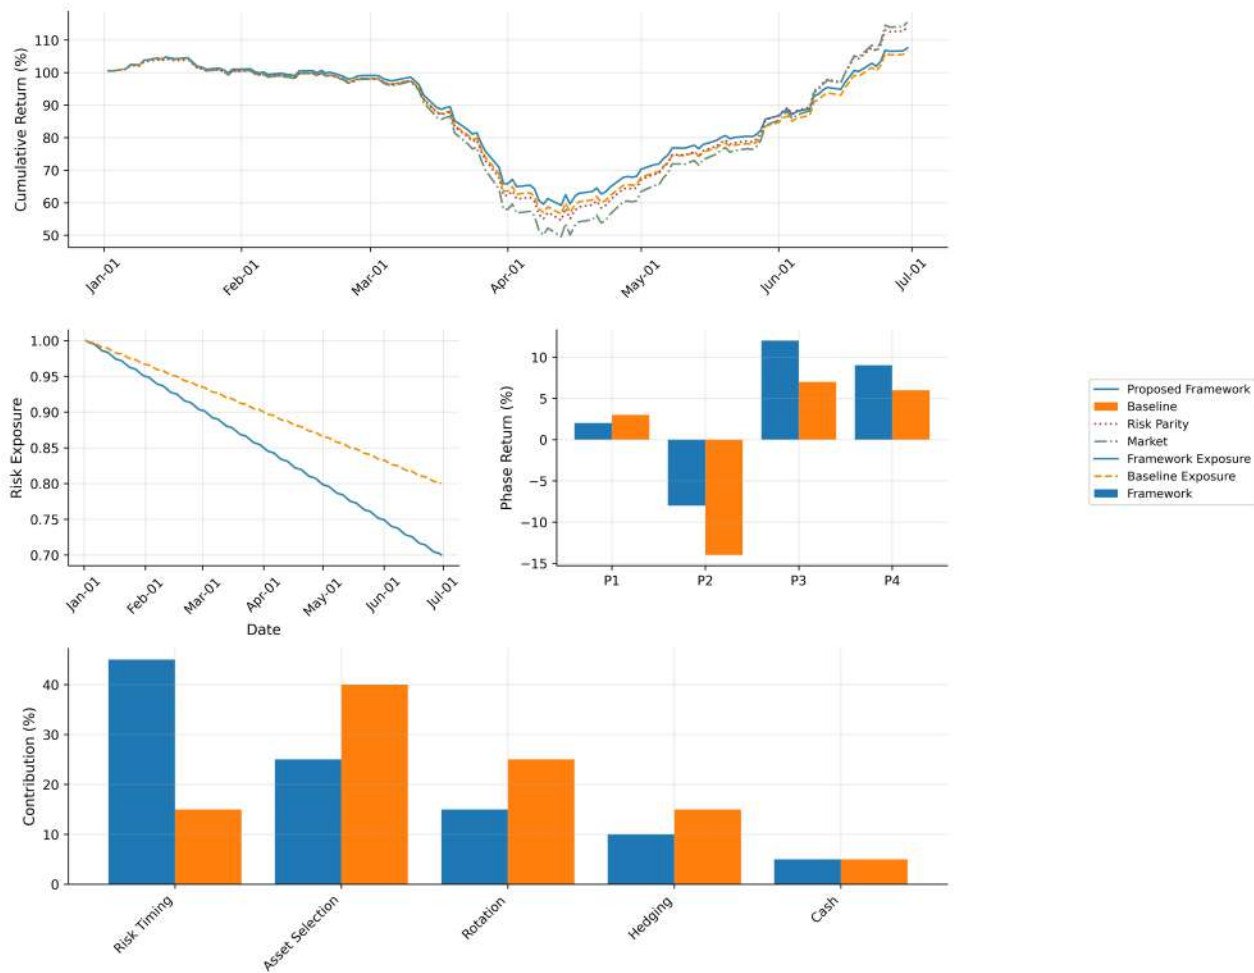 Cumulative Return (%)
110
100
90
80
70
60
50
Jan-01
Feb-01
Mar-01
Apr-01
May-01
Jun-01
Jul-01
Risk Exposure
1.00
0.95
0.90
0.85
0.80
0.75
0.70
Jan-01
Feb-01
Mar-01
Apr-01
May-01
Jun-01
Jul-01
Date
Phase Return (%)
10
5
0
−5
−10
−15
P1
P2
P3
P4
Proposed Framework
Baseline
Risk Parity
Market
Framework Exposure
Baseline Exposure
Framework
Contribution (%)
40
30
20
10
0
Risk Timing
Asset Selection
Rotation
Hedging
Cash